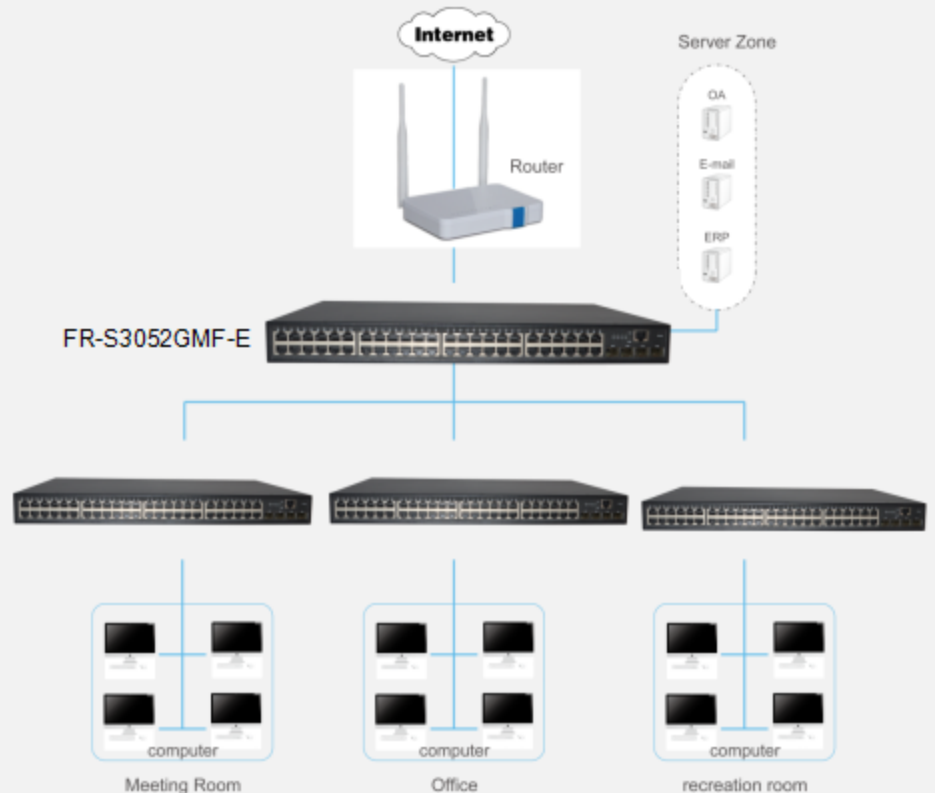 Internet
Server Zone
OA
Router
E-mail
ERP
FR-S3052GMF-E
computer
computer
computer
Meeting Room
Office
recreation room